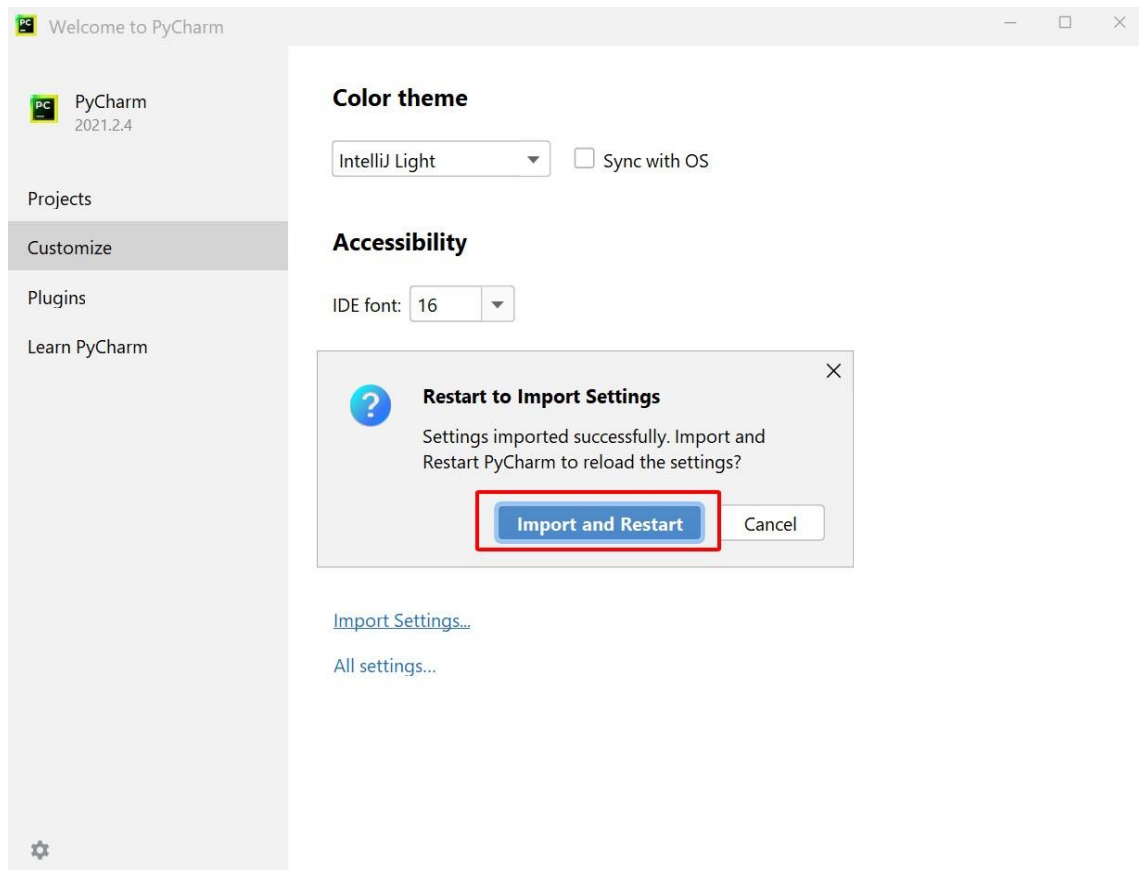 Welcome to PyCharm
PyCharm
2021.2.4
Projects
Customize
Plugins
Learn PyCharm
Color theme
IntelliJ Light
Sync with OS
Accessibility
IDE font: 16
Restart to Import Settings
Settings imported successfully. Import and
Restart PyCharm to reload the settings?
Import and Restart Cancel
Import Settings...
All settings...